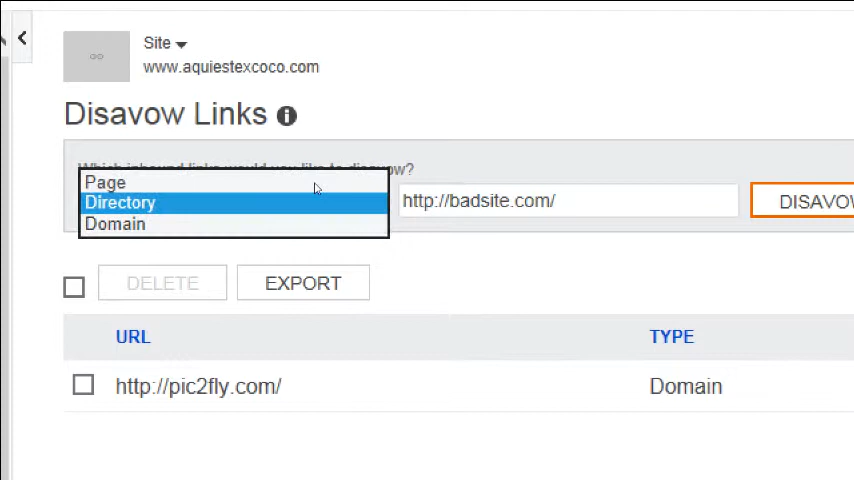 Site
www.aquiestexcoco.com
Disavow Links
Which inbound links would you like to disavow?
Page
Directory
Domain
http://badsite.com/
DISAVOW
DELETE
EXPORT
URL TYPE
http://pic2fly.com/ Domain